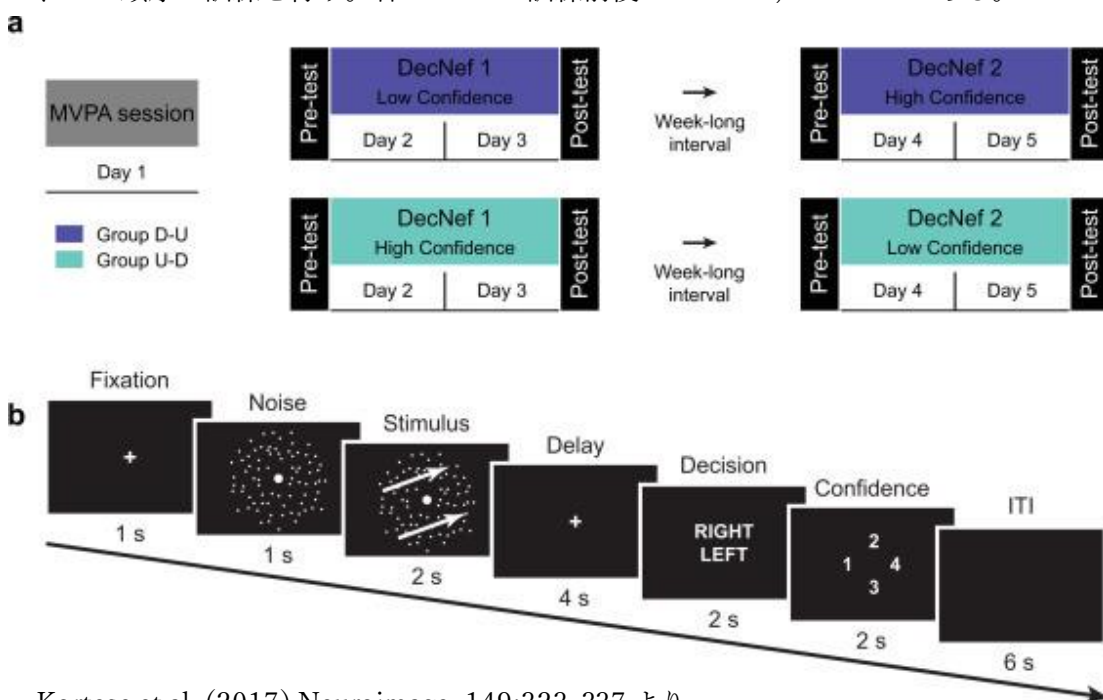 a
MVPA session
Day 1
Group D-U
Group U-D
Pre-test
DecNef 1
Low Confidence
Day 2
Day 3
Post-test
Week-long
interval
Pre-test
DecNef 2
High Confidence
Day 4
Day 5
Post-test
Pre-test
DecNef 1
High Confidence
Day 2
Day 3
Post-test
Week-long
interval
Pre-test
DecNef 2
Low Confidence
Day 4
Day 5
Post-test
b
Fixation
Noise
Stimulus
Delay
Decision
Confidence
ITI
RIGHT
LEFT
2
1 4
3
1 s
1 s
2 s
4 s
2 s
2 s
6 s